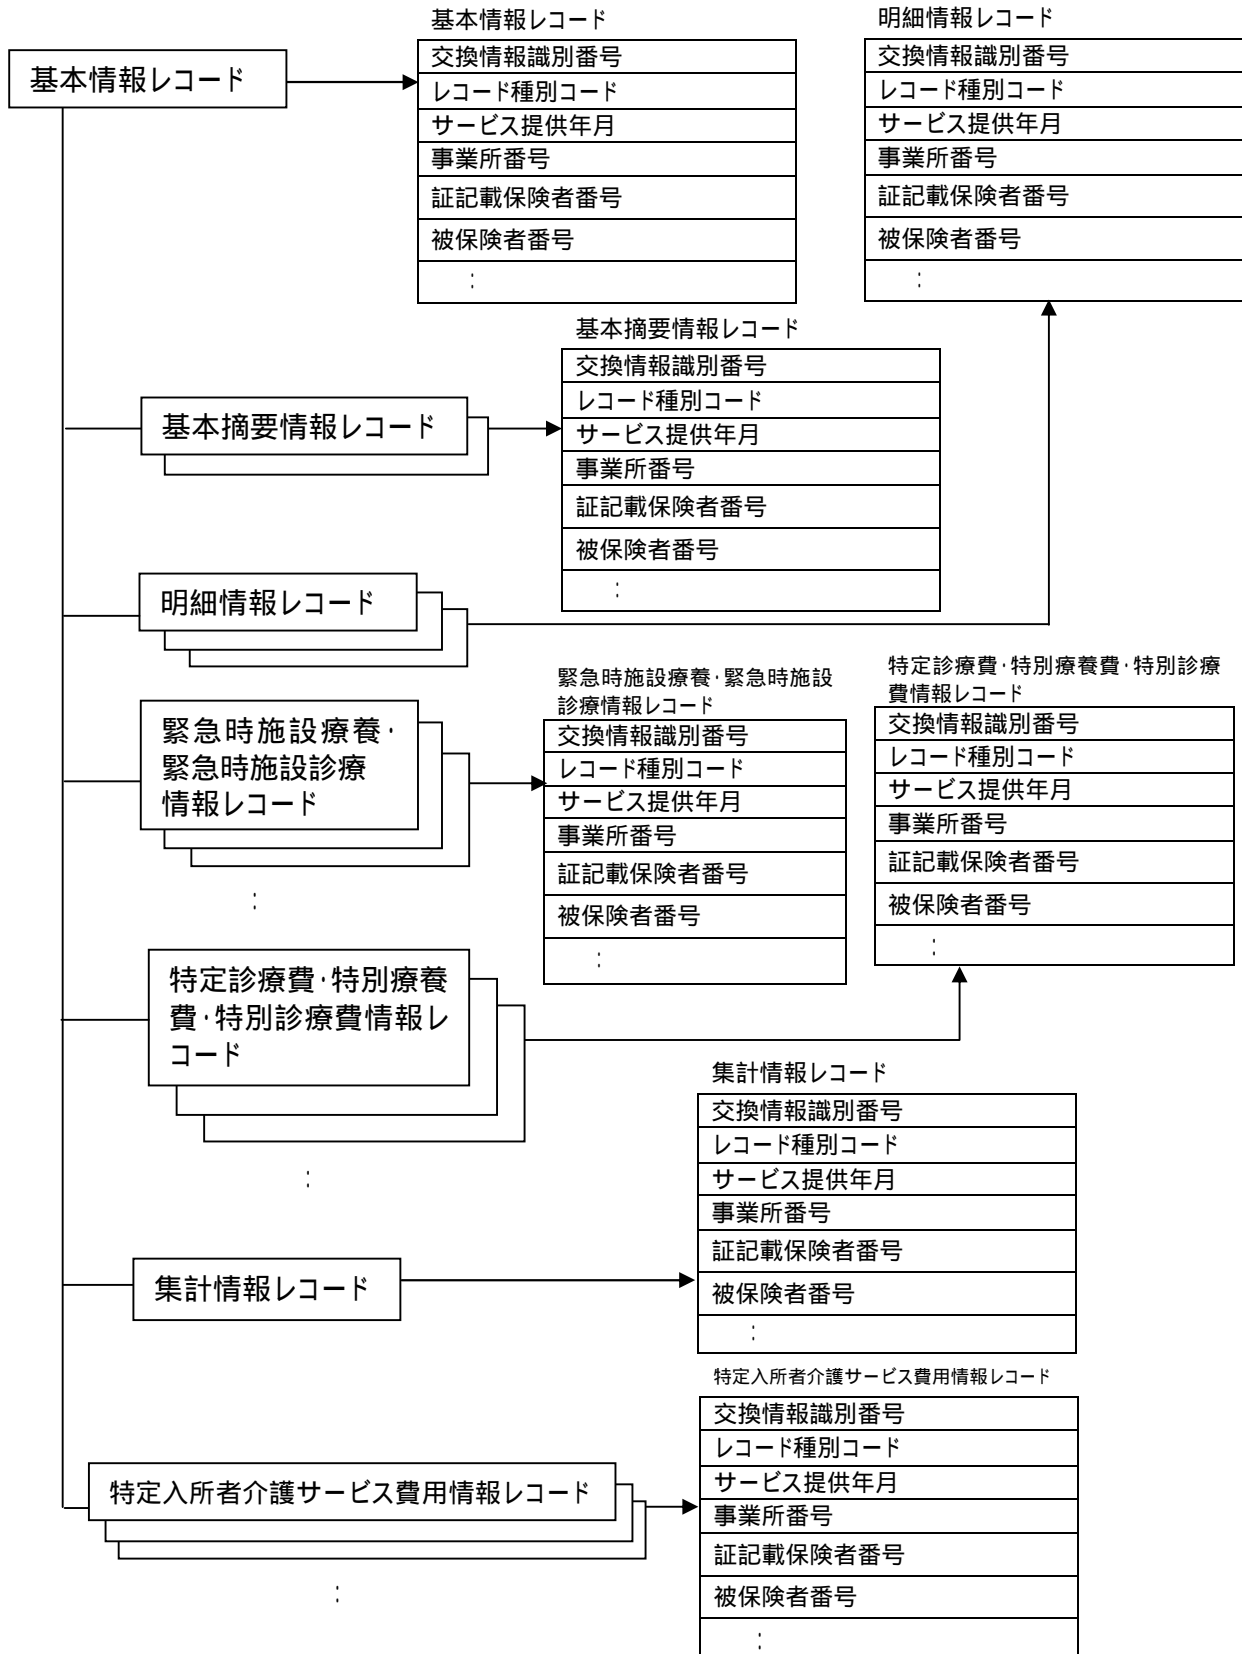 基本情報レコード
基本情報レコード
交換情報識別番号
レコード種別コード
サービス提供年月
事業所番号
証記載保険者番号
被保険者番号
:
明細情報レコード
交換情報識別番号
レコード種別コード
サービス提供年月
事業所番号
証記載保険者番号
被保険者番号
:
基本摘要情報レコード
基本摘要情報レコード
交換情報識別番号
レコード種別コード
サービス提供年月
事業所番号
証記載保険者番号
被保険者番号
:
明細情報レコード
緊急時施設療養・
緊急時施設診療
情報レコード
:
緊急時施設療養・緊急時施設
診療情報レコード
交換情報識別番号
レコード種別コード
サービス提供年月
事業所番号
証記載保険者番号
被保険者番号
:
特定診療費・特別療養費・特別診療
費情報レコード
交換情報識別番号
レコード種別コード
サービス提供年月
事業所番号
証記載保険者番号
被保険者番号
:
特定診療費・特別療養
費・特別診療費情報レ
コード
:
集計情報レコード
集計情報レコード
交換情報識別番号
レコード種別コード
サービス提供年月
事業所番号
証記載保険者番号
被保険者番号
:
特定入所者介護サービス費用情報レコード
:
特定入所者介護サービス費用情報レコード
交換情報識別番号
レコード種別コード
サービス提供年月
事業所番号
証記載保険者番号
被保険者番号
: